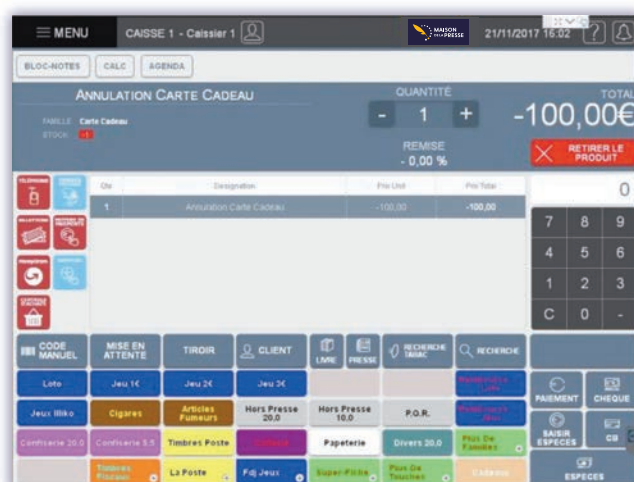 MENU
CAISSE 1 - Caissier 1
MAISON DE LA PRESSE
21/11/2017 16:02
?
BLOC-NOTES
CALC
AGENDA
ANNULATION CARTE CADEAU
FAMILLE Carte Cadeau
STOCK -1
QUANTITÉ
- 1 +
REMISE
- 0,00 %
TOTAL
-100,00€
RETIRER LE PRODUIT
Qte
Designation
Prix Unit
Prix Total
1
Annulation Carte Cadeau
-100,00
-100,00
0
7 8 9
4 5 6
1 2 3
C 0 -
CODE MANUEL
MISE EN ATTENTE
TIROIR
CLIENT
LIVRE
PRESSE
RECHERCHE TABAC
RECHERCHE
Loto
Jeu 1€
Jeu 2€
Jeu 3€
Jeux Illiko
Cigares
Articles Fumeurs
Hors Presse 20.0
Hors Presse 10.0
P.O.R.
Confiserie 20.0
Confiserie 5.5
Timbres Poste
Papeterie
Divers 20.0
Plus De Familles
Timbres Fiscaux
La Poste
Fdj Jeux
Plus De Touches
Cadeaux
PAIEMENT
CHEQUE
SAISIR ESPECES
CB
ESPECES